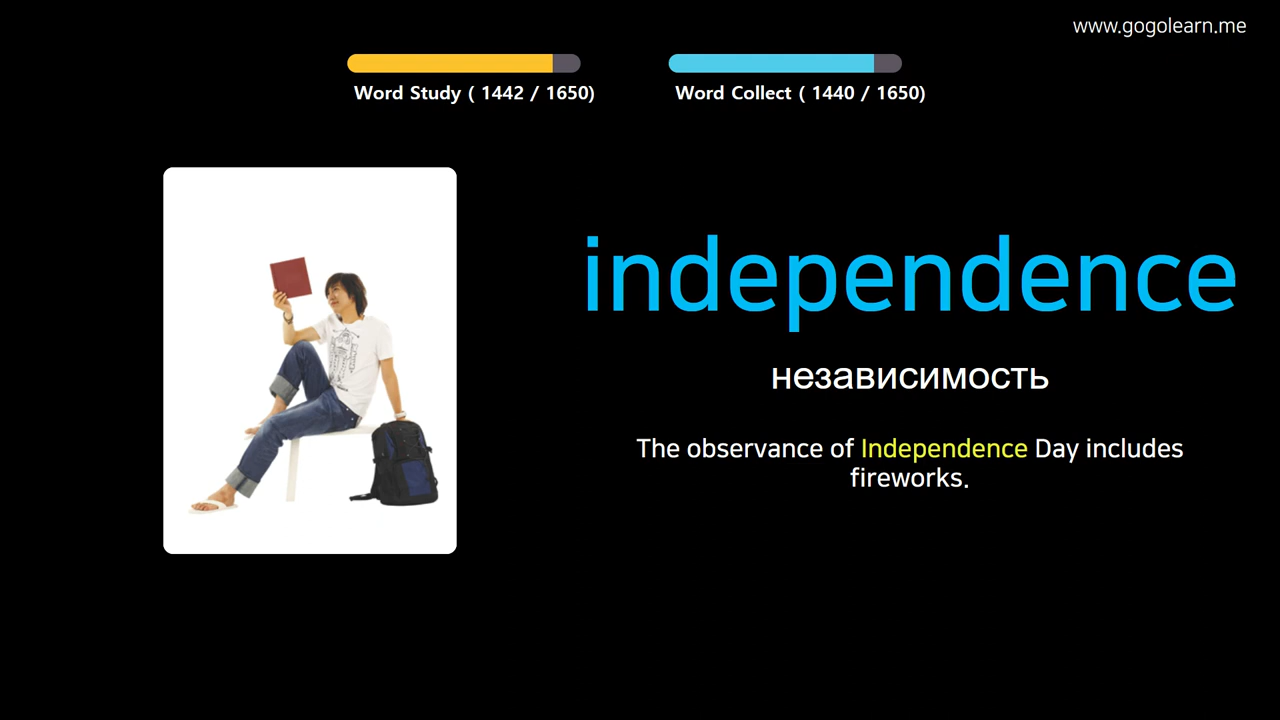 www.gogolearn.me
Word Study ( 1442 / 1650)
Word Collect ( 1440 / 1650)
independence
независимость
The observance of Independence Day includes
fireworks.